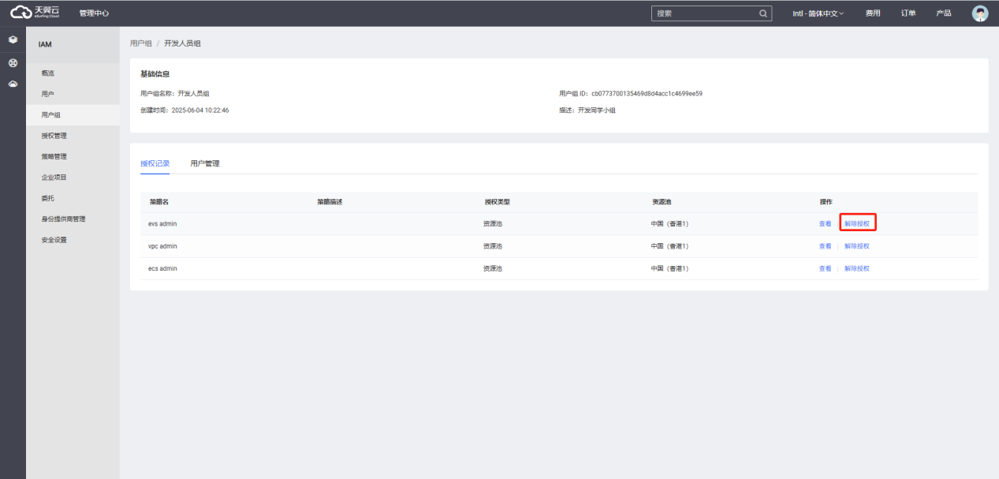 天翼云 管理中心 搜索 Intl - 简体中文 费用 订单 产品
eSurfing Cloud
IAM
概览
用户
用户组
授权管理
策略管理
企业项目
委托
身份提供商管理
安全设置
用户组 / 开发人员组
基础信息
用户组名称：开发人员组 用户组 ID：cb0773700135469d8d4acc1c4699ee59
创建时间：2025-06-04 10:22:46 描述：开发同学小组
授权记录 用户管理
策略名 策略描述 授权类型 资源池 操作
evs admin 资源池 中国（香港1） 查看 解除授权
vpc admin 资源池 中国（香港1） 查看 解除授权
ecs admin 资源池 中国（香港1） 查看 解除授权